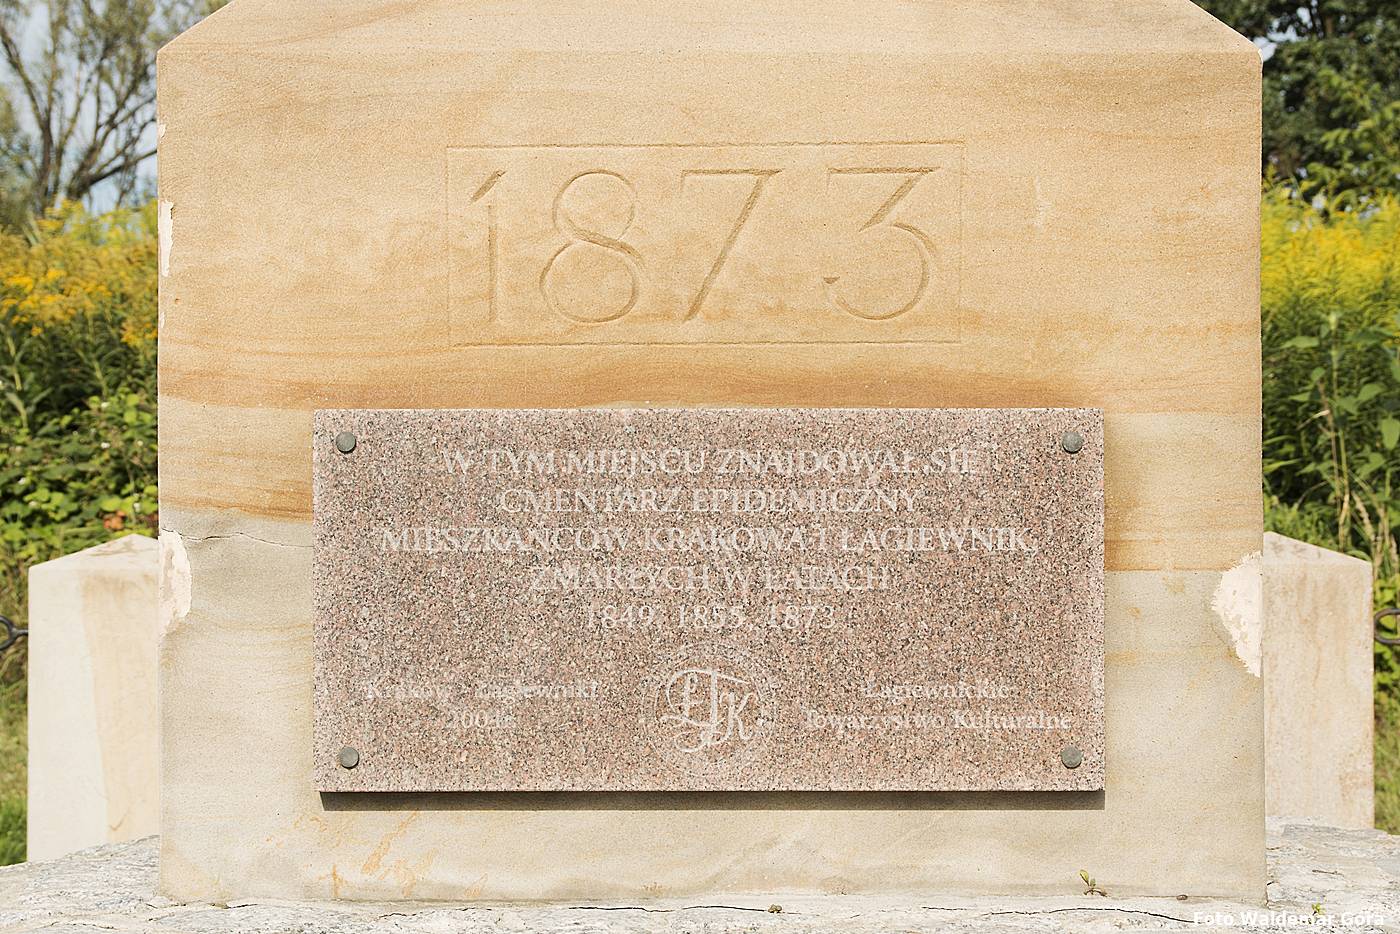 1873
W TYM MIEJSCU ZNAJDOWAŁ SIĘ
CMENTARZ EPIDEMICZNY
MIESZKAŃCÓW KRAKOWA I ŁAGIEWNIK,
ZMARŁYCH W LATACH
1849, 1855, 1873
Kraków - Łagiewniki
2004r.
ŁTK
Łagiewnickie
Towarzystwo Kulturalne
Foto Waldemar Góra